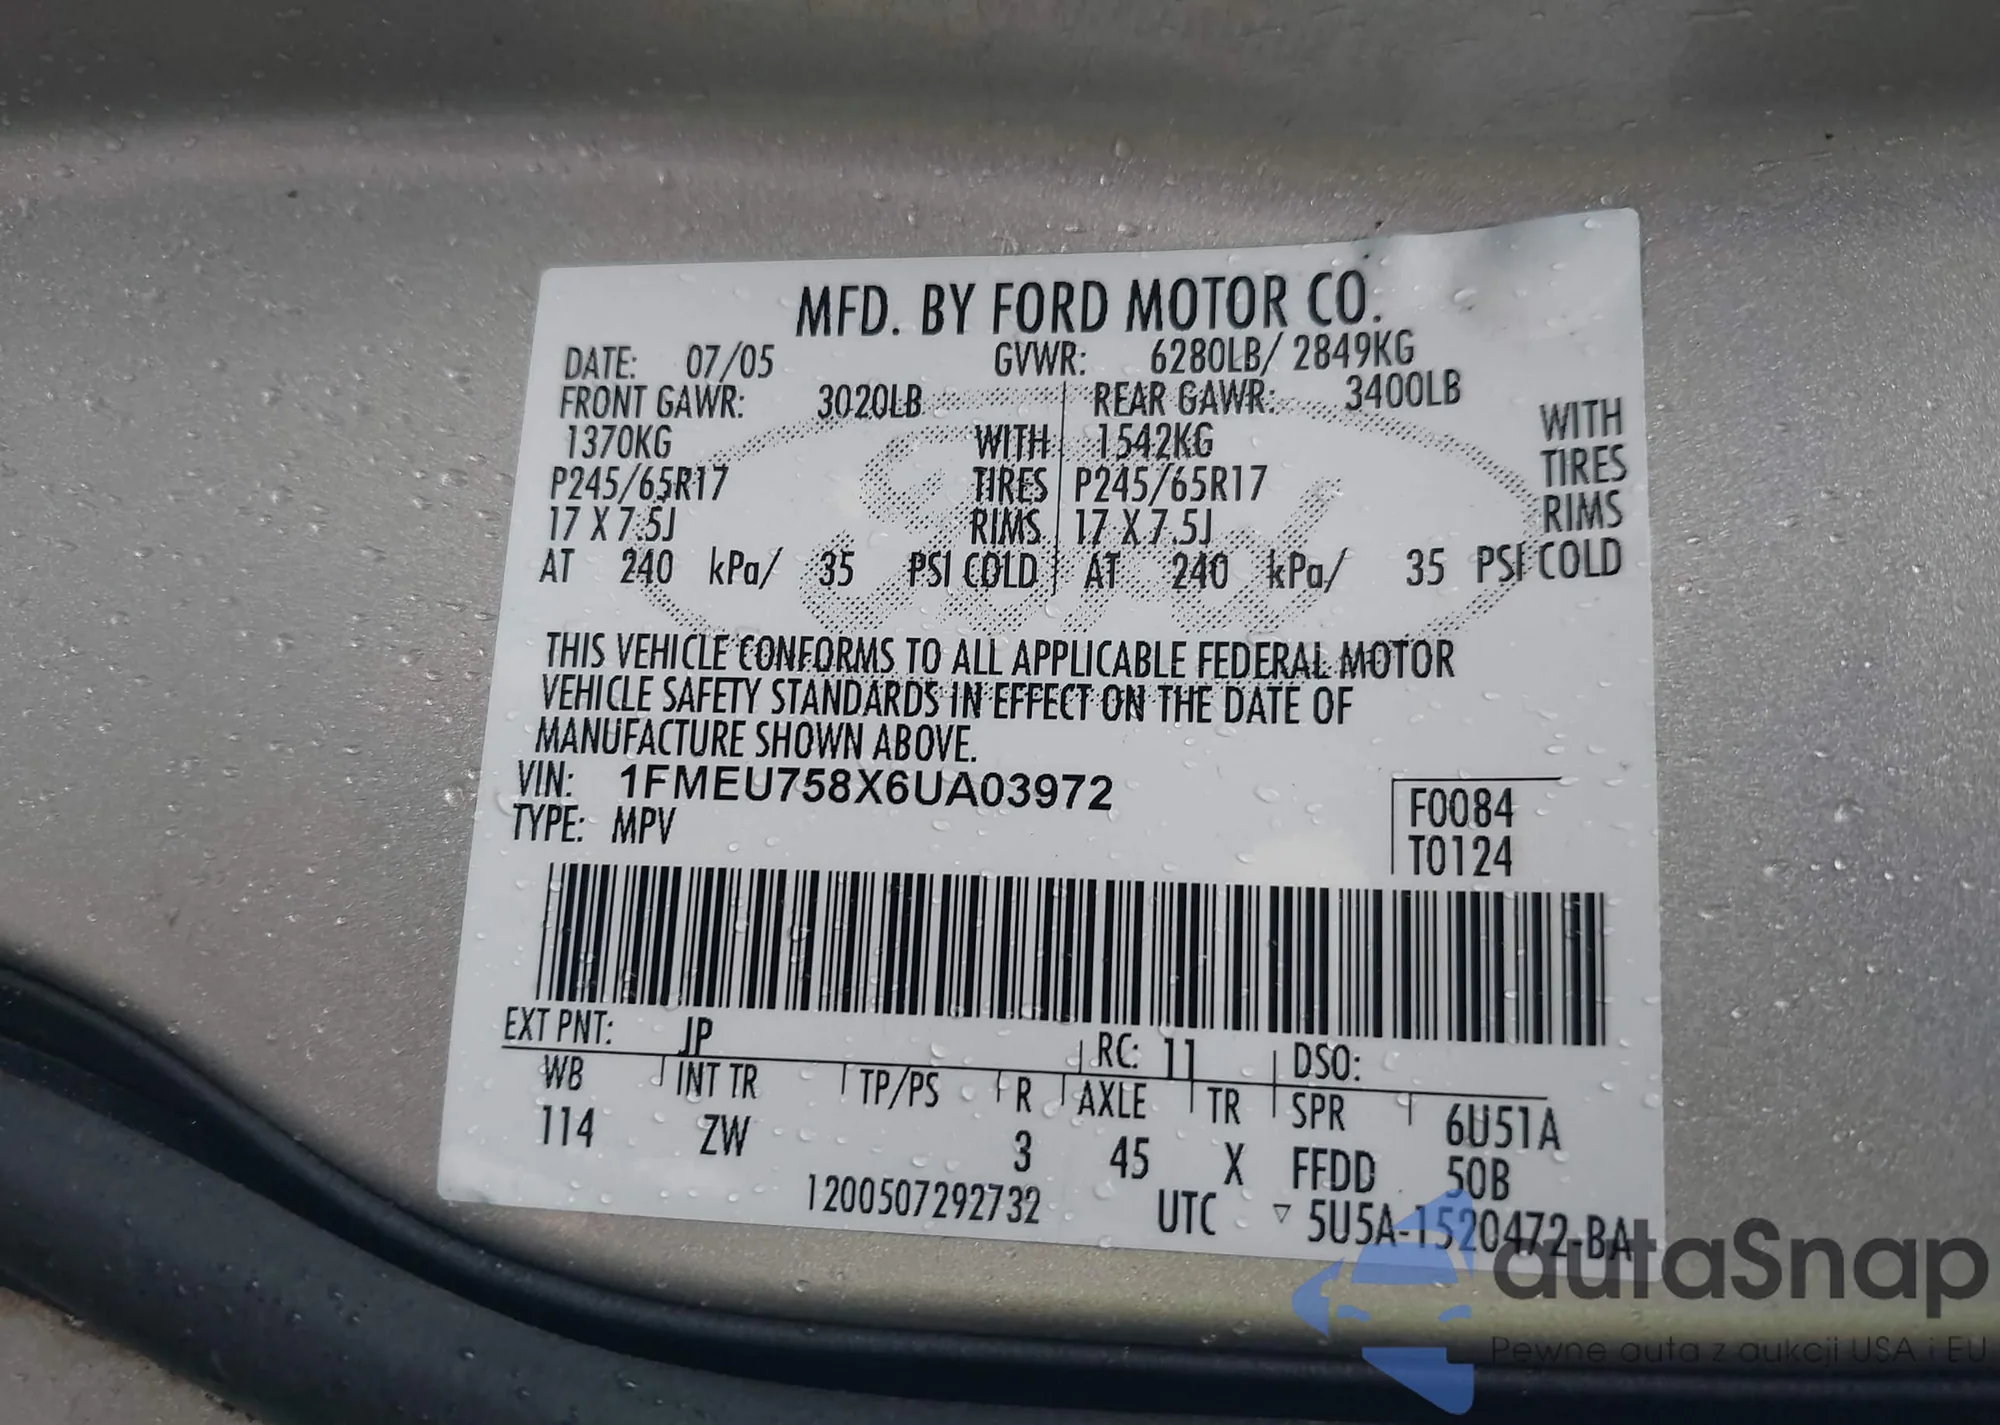 MFD. BY FORD MOTOR CO.
DATE: 07/05 GVWR: 6280LB/ 2849KG
FRONT GAWR: 3020LB REAR GAWR: 3400LB
1370KG WITH 1542KG WITH
P245/65R17 TIRES P245/65R17 TIRES
17 X 7.5J RIMS 17 X 7.5J RIMS
AT 240 kPa/ 35 PSI COLD AT 240 kPa/ 35 PSI COLD
THIS VEHICLE CONFORMS TO ALL APPLICABLE FEDERAL MOTOR
VEHICLE SAFETY STANDARDS IN EFFECT ON THE DATE OF
MANUFACTURE SHOWN ABOVE.
VIN: 1FMEU758X6UA03972
TYPE: MPV
F0084
T0124
EXT PNT: JP RC: 11 DSO:
WB INT TR TP/PS R AXLE TR SPR 6U51A
114 ZW 3 45 X FFDD 50B
1200507292732 UTC ▽ 5U5A-1520472-BA
Ford
autaSnap
Pewne auta z aukcji USA i EU